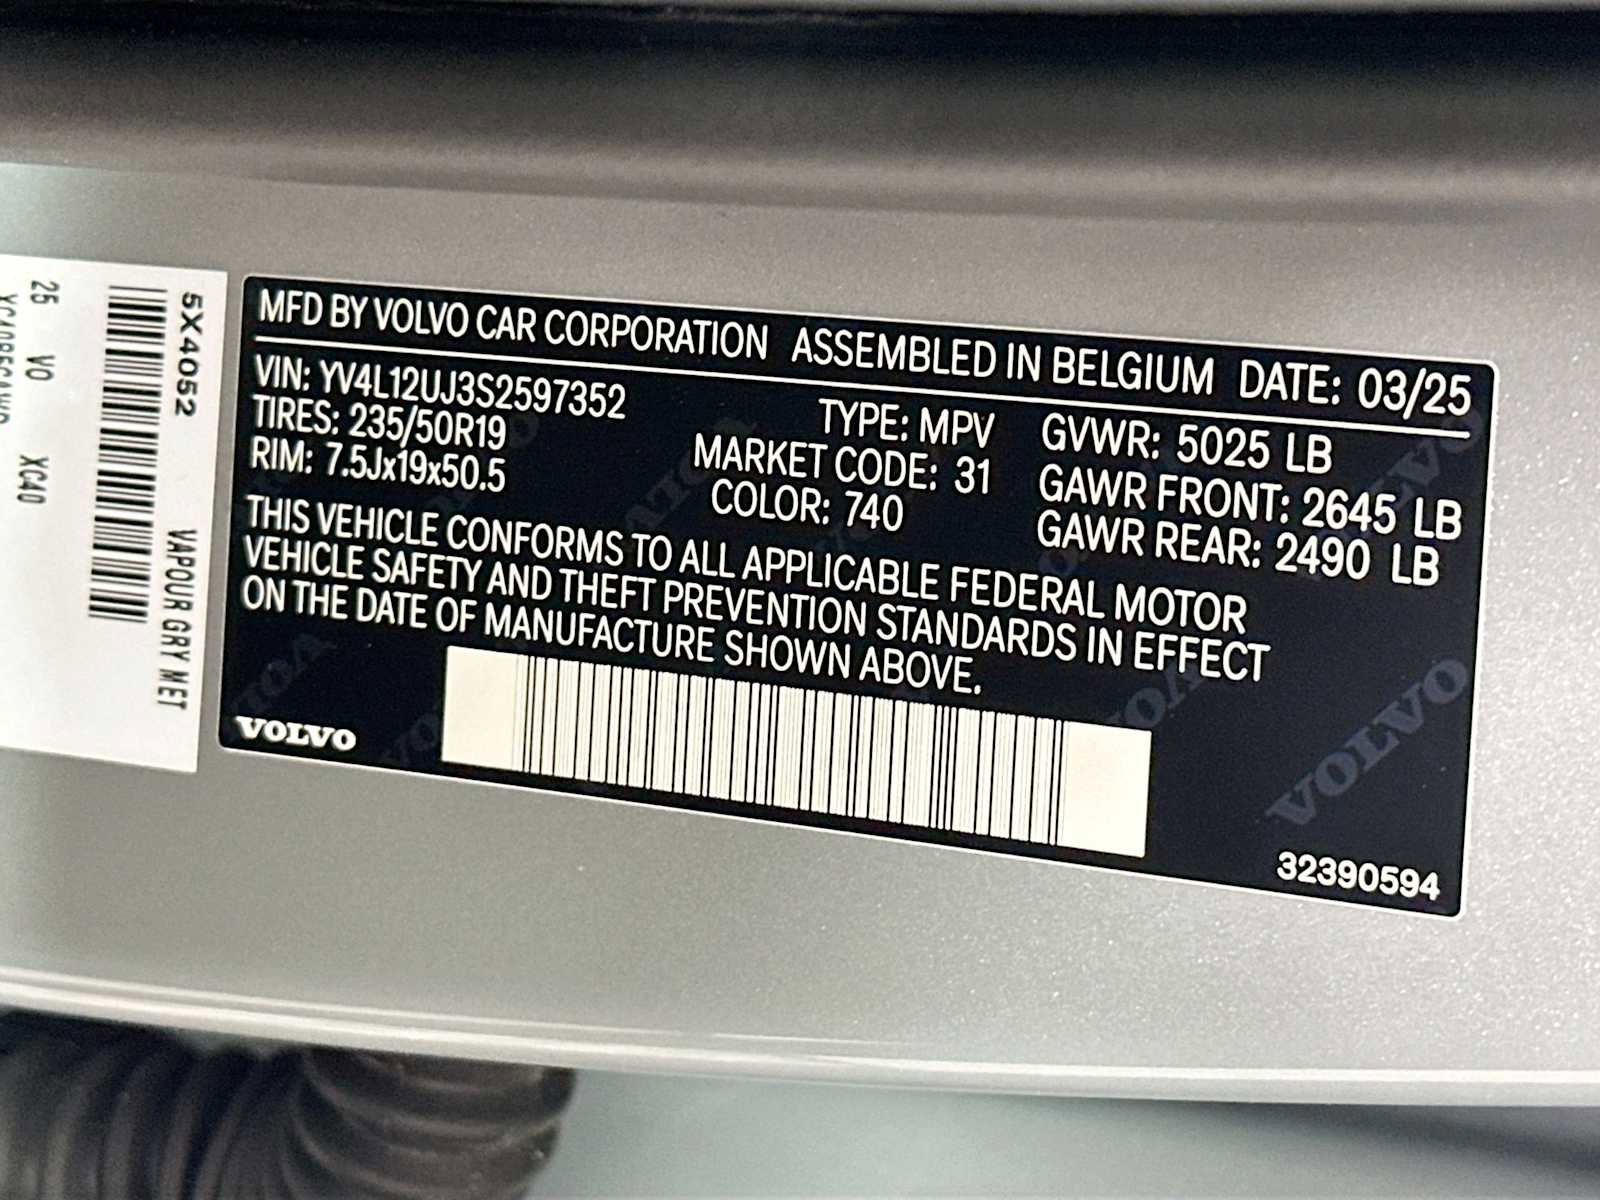 MFD BY VOLVO CAR CORPORATION ASSEMBLED IN BELGIUM DATE: 03/25
VIN: YV4L12UJ3S2597352
TIRES: 235/50R19
RIM: 7.5Jx19x50.5
TYPE: MPV
MARKET CODE: 31
COLOR: 740
GVWR: 5025 LB
GAWR FRONT: 2645 LB
GAWR REAR: 2490 LB
THIS VEHICLE CONFORMS TO ALL APPLICABLE FEDERAL MOTOR
VEHICLE SAFETY AND THEFT PREVENTION STANDARDS IN EFFECT
ON THE DATE OF MANUFACTURE SHOWN ABOVE.
VOLVO
32390594
VOLVO
5X4052
VAPOUR GRY MET
25 VO XC40